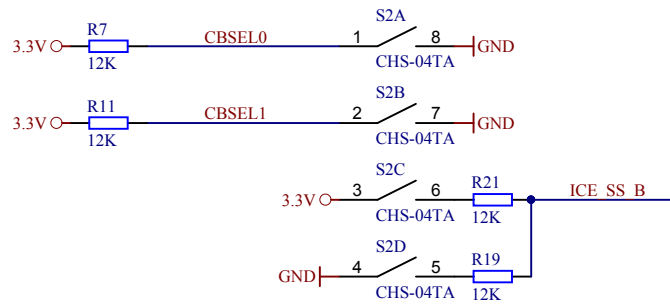 S2A
R7
CBSEL0
3.3V
1
8
GND
12K
CHS-04TA
S2B
R11
CBSEL1
3.3V
2
7
GND
12K
CHS-04TA
S2C
3
6
R21
ICE_SS_B
3.3V
CHS-04TA
12K
S2D
4
5
R19
GND
CHS-04TA
12K